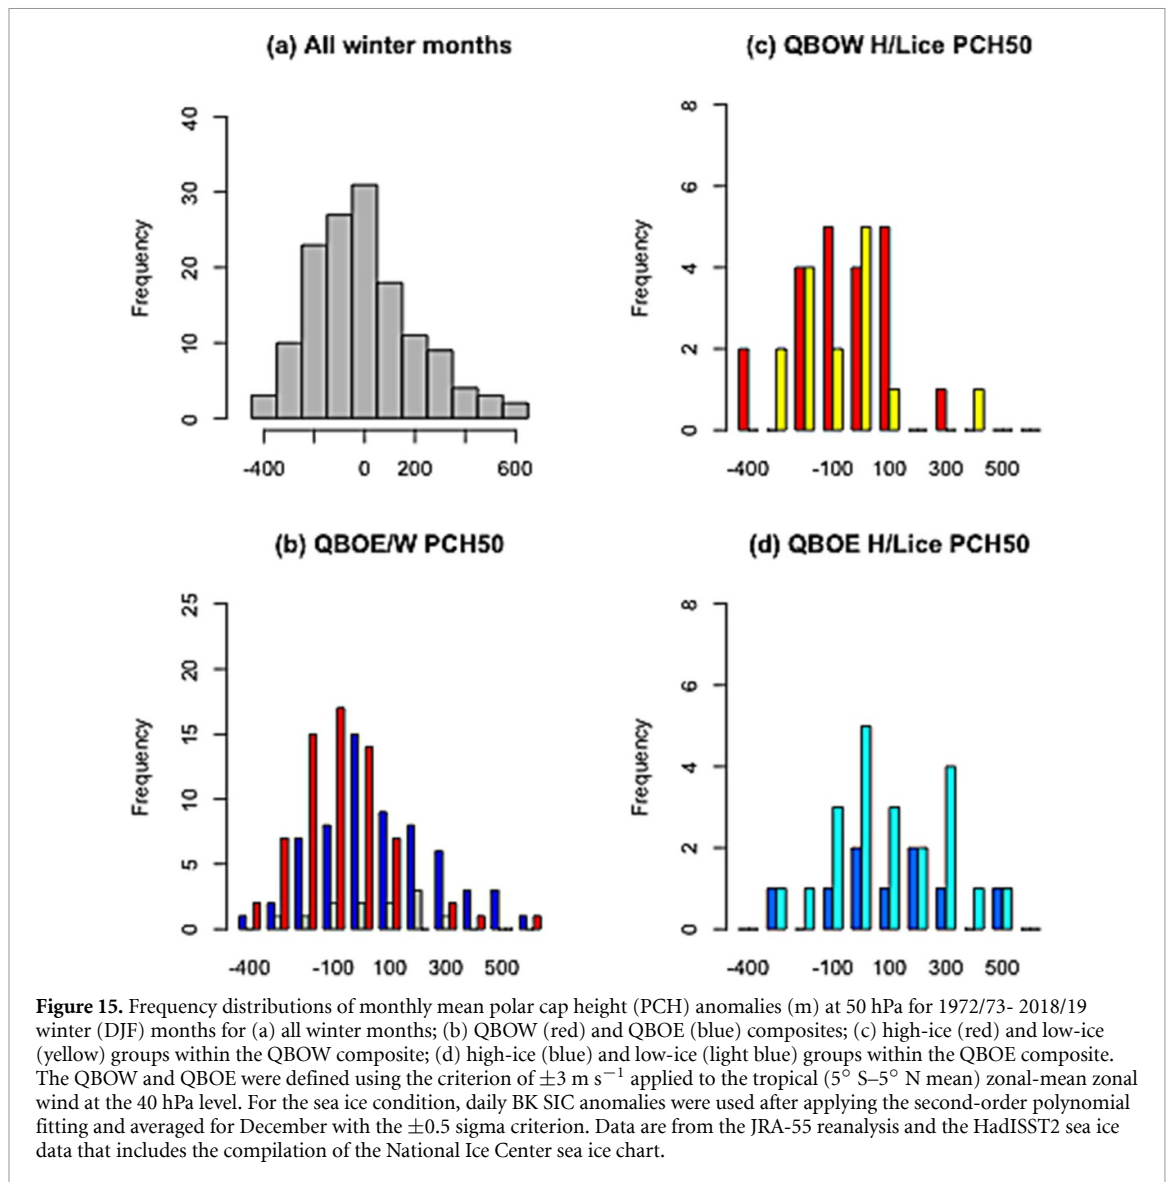 (a) All winter months
Frequency
40
30
20
10
0
-400 0 200 600
(c) QBOW H/Lice PCH50
Frequency
8
6
4
2
0
-400 -100 100 300 500
(b) QBOE/W PCH50
Frequency
25
20
15
10
5
0
-400 -100 100 300 500
(d) QBOE H/Lice PCH50
Frequency
8
6
4
2
0
-400 -100 100 300 500
Figure 15. Frequency distributions of monthly mean polar cap height (PCH) anomalies (m) at 50 hPa for 1972/73- 2018/19
winter (DJF) months for (a) all winter months; (b) QBOW (red) and QBOE (blue) composites; (c) high-ice (red) and low-ice
(yellow) groups within the QBOW composite; (d) high-ice (blue) and low-ice (light blue) groups within the QBOE composite.
The QBOW and QBOE were defined using the criterion of ±3 m s⁻¹ applied to the tropical (5° S–5° N mean) zonal-mean zonal
wind at the 40 hPa level. For the sea ice condition, daily BK SIC anomalies were used after applying the second-order polynomial
fitting and averaged for December with the ±0.5 sigma criterion. Data are from the JRA-55 reanalysis and the HadISST2 sea ice
data that includes the compilation of the National Ice Center sea ice chart.